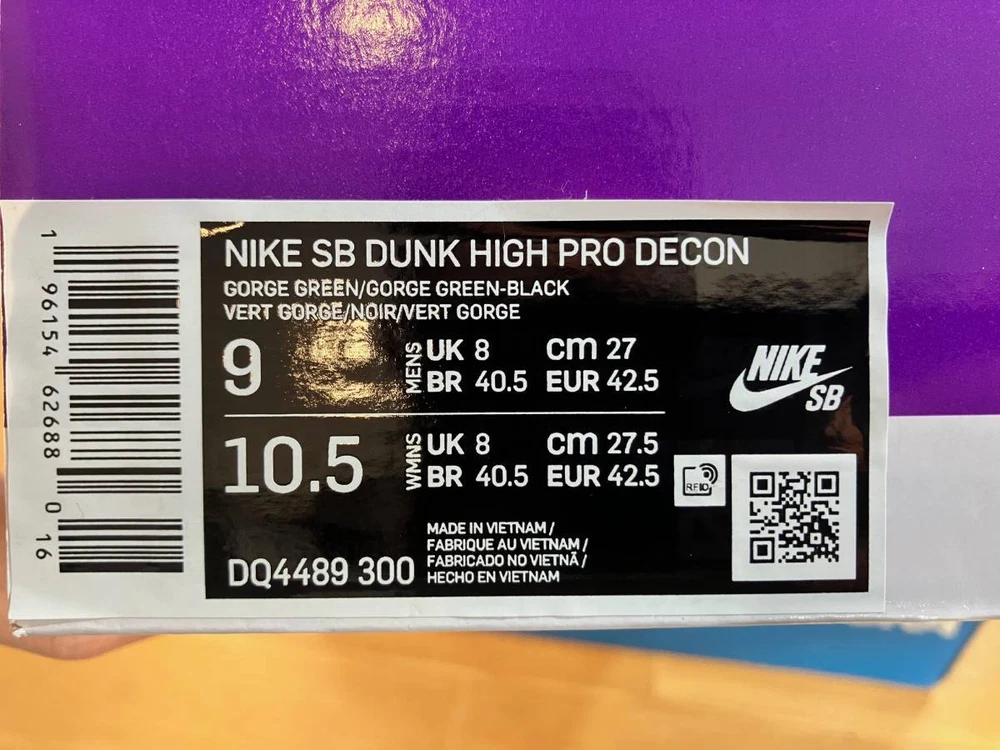 NIKE SB DUNK HIGH PRO DECON
GORGE GREEN/GORGE GREEN-BLACK
VERT GORGE/NOIR/VERT GORGE
9 MENS UK 8 cm 27
BR 40.5 EUR 42.5
10.5 WMNS UK 8 cm 27.5
BR 40.5 EUR 42.5
NIKE
SB
RFID
MADE IN VIETNAM /
FABRIQUE AU VIETNAM /
FABRICADO NO VIETNÃ /
HECHO EN VIETNAM
DQ4489 300
1 96154 62688 0 16